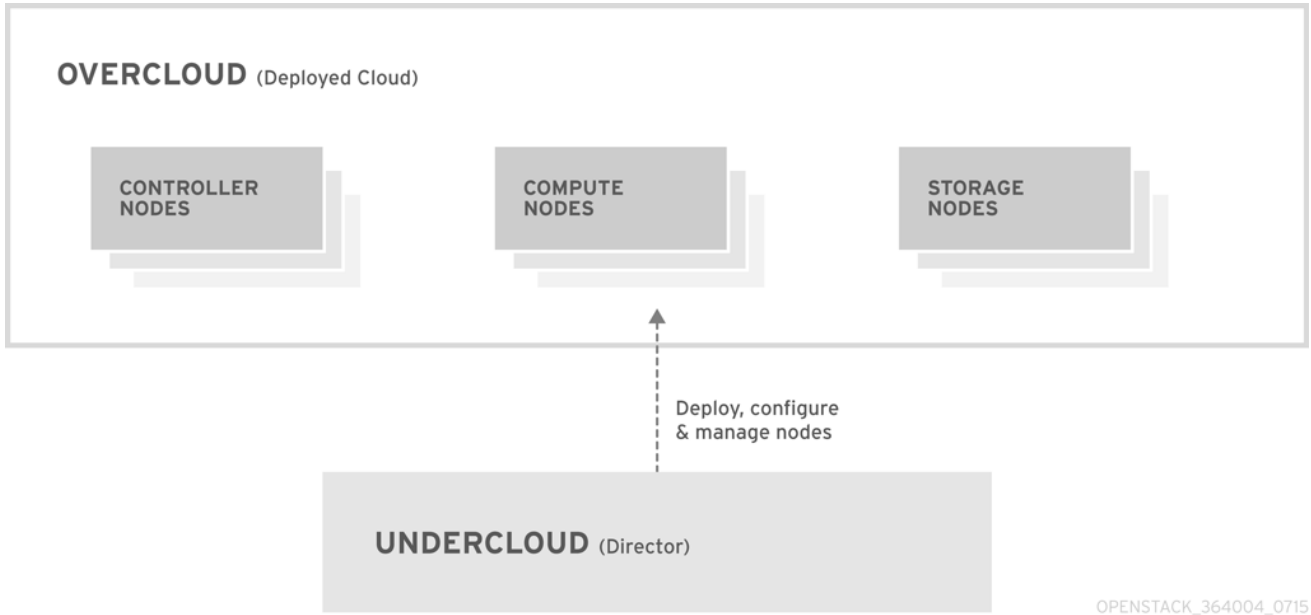 OVERCLOUD (Deployed Cloud)
CONTROLLER
NODES
COMPUTE
NODES
STORAGE
NODES
Deploy, configure
& manage nodes
UNDERCLOUD (Director)
OPENSTACK_364004_0715